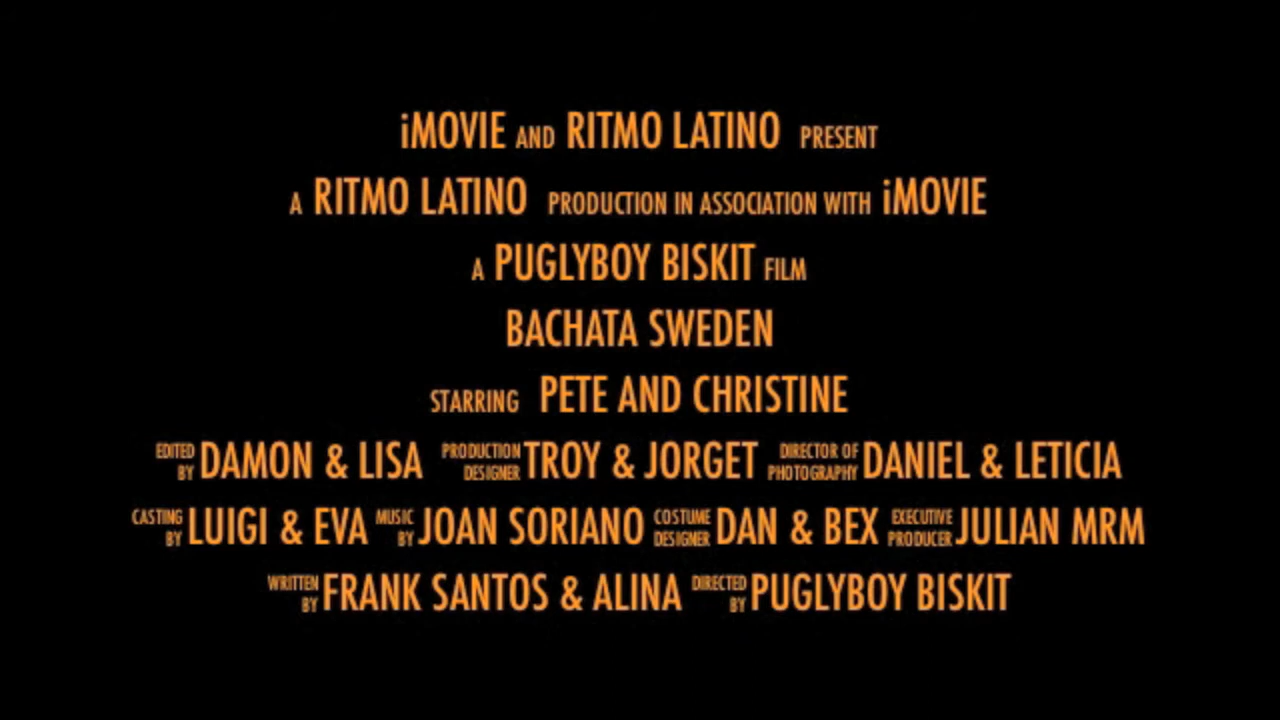 iMOVIE AND RITMO LATINO PRESENT
A RITMO LATINO PRODUCTION IN ASSOCIATION WITH iMOVIE
A PUGLYBOY BISKIT FILM
BACHATA SWEDEN
STARRING PETE AND CHRISTINE
EDITED BY DAMON & LISA PRODUCTION DESIGNER TROY & JORGET DIRECTOR OF PHOTOGRAPHY DANIEL & LETICIA
CASTING BY LUIGI & EVA MUSIC BY JOAN SORIANO COSTUME DESIGNER DAN & BEX EXECUTIVE PRODUCER JULIAN MRM
WRITTEN BY FRANK SANTOS & ALINA DIRECTED BY PUGLYBOY BISKIT